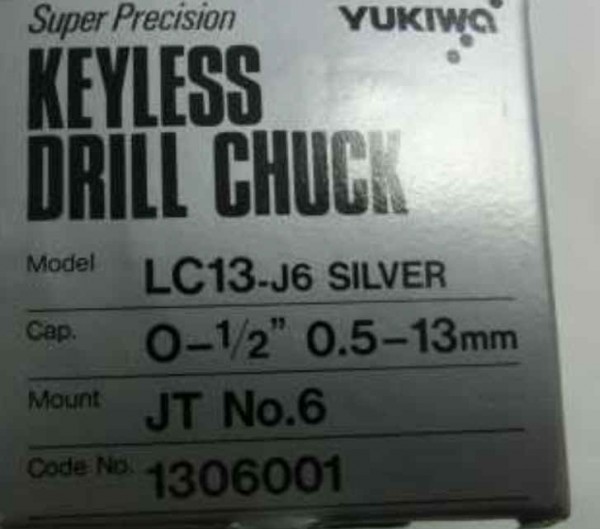 Super Precision YUKIWA
KEYLESS
DRILL CHUCK
Model LC13-J6 SILVER
Cap. 0-1/2" 0.5-13mm
Mount JT No.6
Code No. 1306001